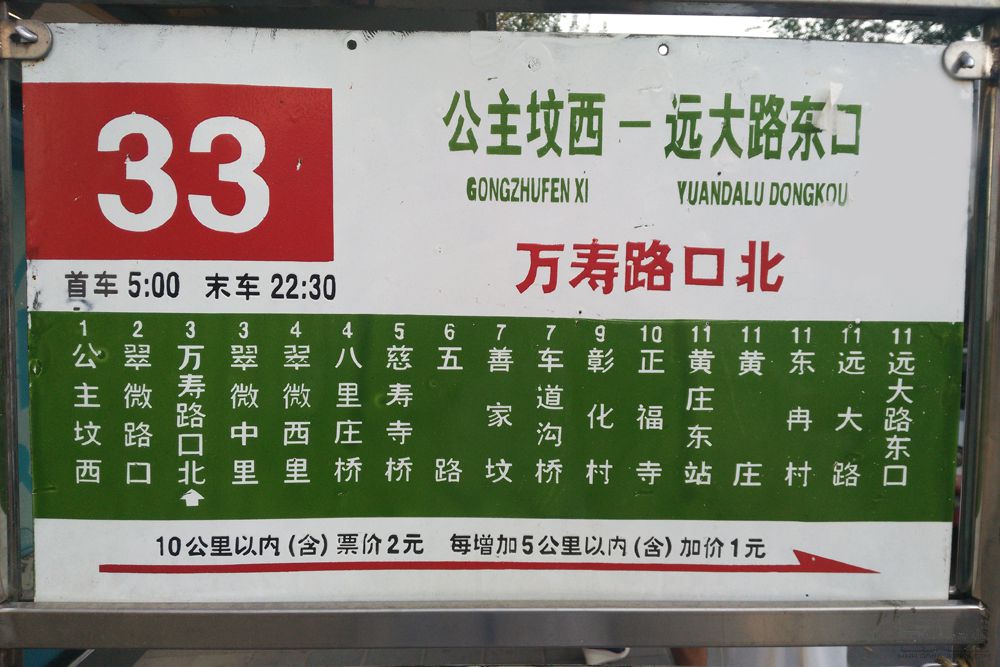 33
公主坟西 — 远大路东口
GONGZHUFEN XI YUANDALU DONGKOU
万寿路口北
首车 5:00 末车 22:30
1 公主坟西
2 翠微路口
3 万寿路口北
3 翠微中里
4 翠微西里
4 八里庄桥
5 慈寿寺桥
6 五路
7 善家坟
7 车道沟桥
9 彰化村
10 正福寺
11 黄庄东站
11 黄庄
11 东冉村
11 远大路
11 远大路东口
10公里以内(含)票价2元 每增加5公里以内(含)加价1元